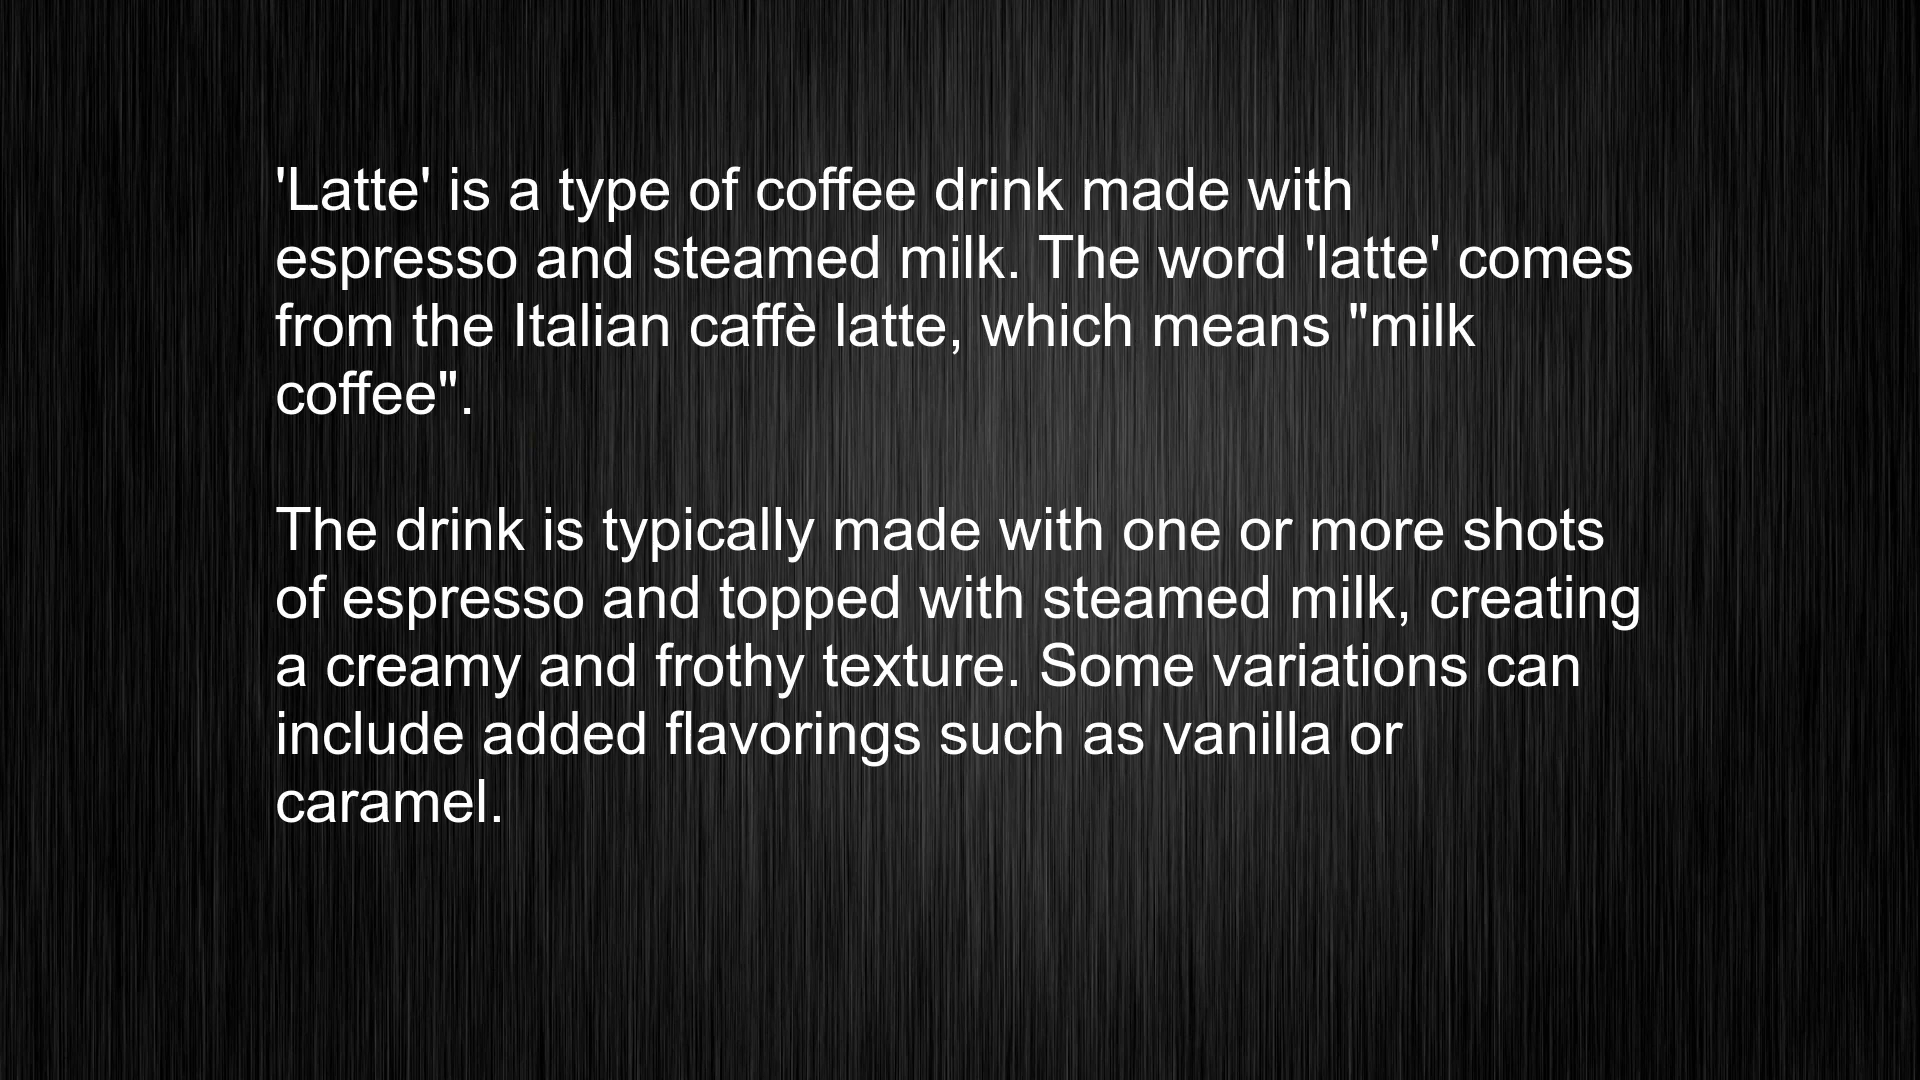 'Latte' is a type of coffee drink made with
espresso and steamed milk. The word 'latte' comes
from the Italian caffè latte, which means "milk
coffee".
The drink is typically made with one or more shots
of espresso and topped with steamed milk, creating
a creamy and frothy texture. Some variations can
include added flavorings such as vanilla or
caramel.